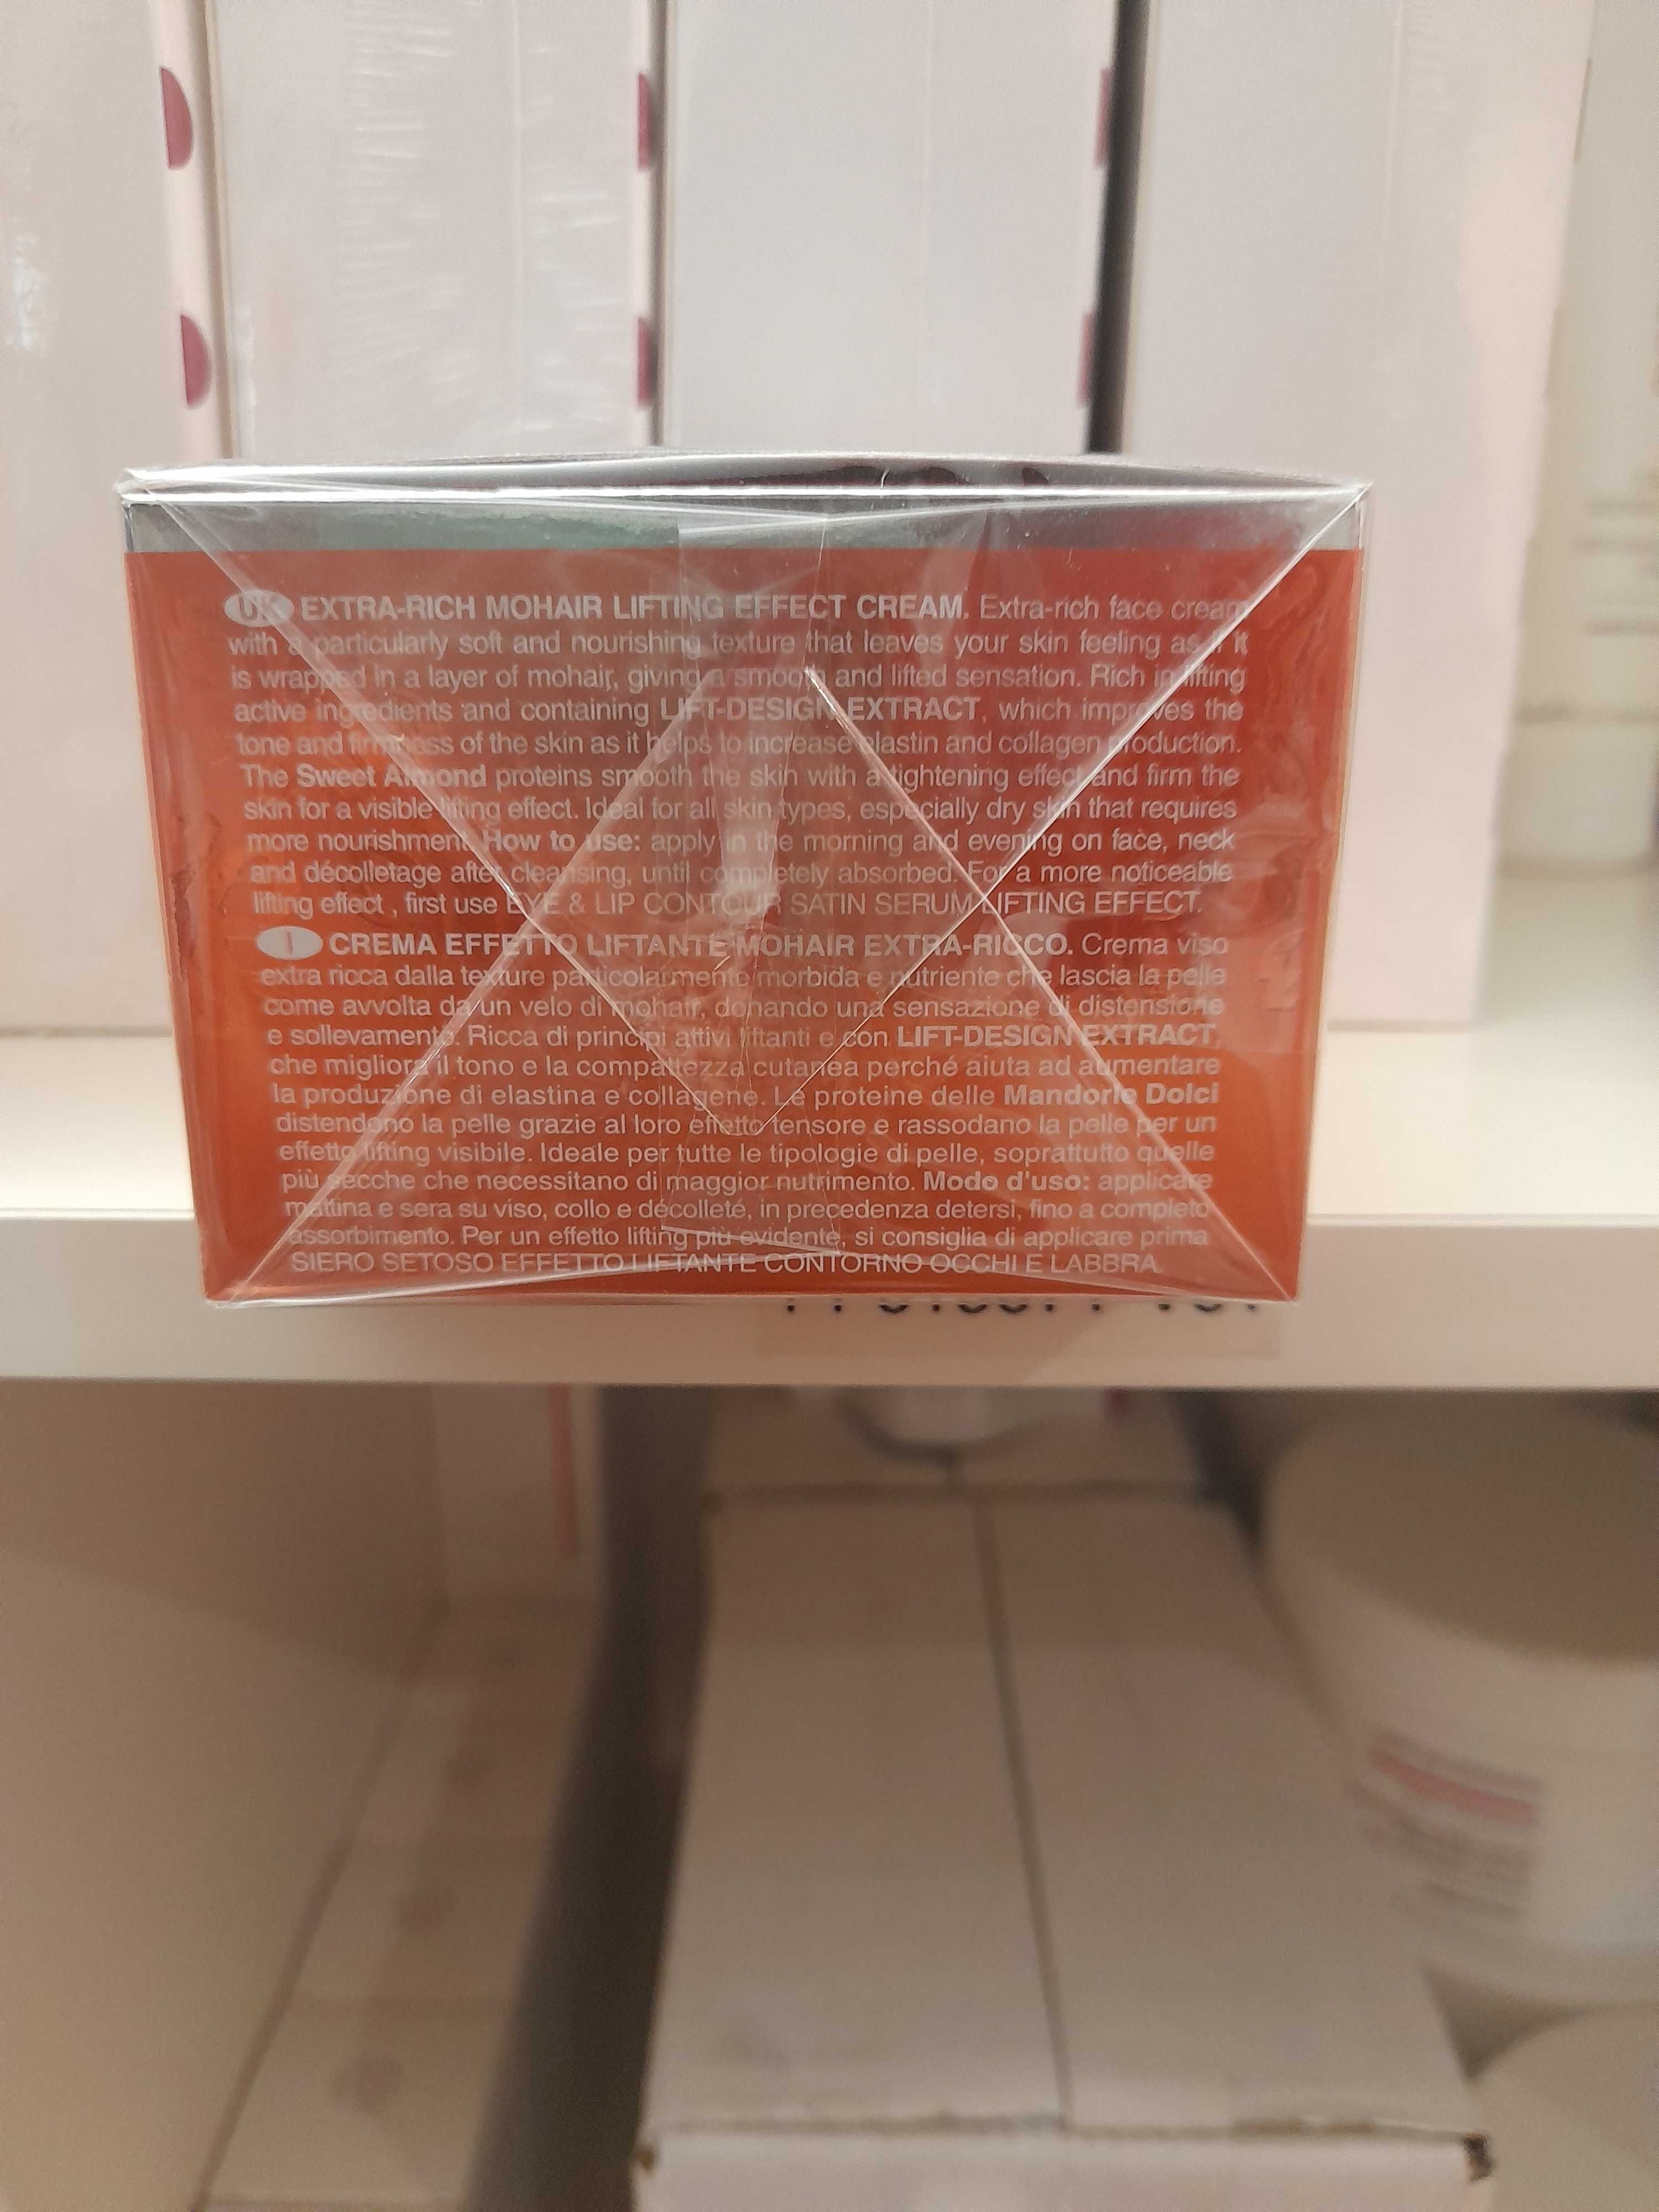 UK EXTRA-RICH MOHAIR LIFTING EFFECT CREAM. Extra-rich face cream
with a particularly soft and nourishing texture that leaves your skin feeling as if it
is wrapped in a layer of mohair, giving a smooth and lifted sensation. Rich in lifting
active ingredients and containing LIFT-DESIGN EXTRACT, which improves the
tone and firmness of the skin as it helps to increase elastin and collagen production.
The Sweet Almond proteins smooth the skin with a tightening effect and firm the
skin for a visible lifting effect. Ideal for all skin types, especially dry skin that requires
more nourishment. How to use: apply in the morning and evening on face, neck
and décolletage after cleansing, until completely absorbed. For a more noticeable
lifting effect , first use EYE & LIP CONTOUR SATIN SERUM LIFTING EFFECT.
I CREMA EFFETTO LIFTANTE MOHAIR EXTRA-RICCO. Crema viso
extra ricca dalla texture particolarmente morbida e nutriente che lascia la pelle
come avvolta da un velo di mohair, donando una sensazione di distensione
e sollevamento. Ricca di principi attivi liftanti e con LIFT-DESIGN EXTRACT,
che migliora il tono e la compattezza cutanea perché aiuta ad aumentare
la produzione di elastina e collagene. Le proteine delle Mandorle Dolci
distendono la pelle grazie al loro effetto tensore e rassodano la pelle per un
effetto lifting visibile. Ideale per tutte le tipologie di pelle, soprattutto quelle
più secche che necessitano di maggior nutrimento. Modo d'uso: applicare
mattina e sera su viso, collo e décolleté, in precedenza detersi, fino a completo
assorbimento. Per un effetto lifting più evidente, si consiglia di applicare prima
SIERO SETOSO EFFETTO LIFTANTE CONTORNO OCCHI E LABBRA.